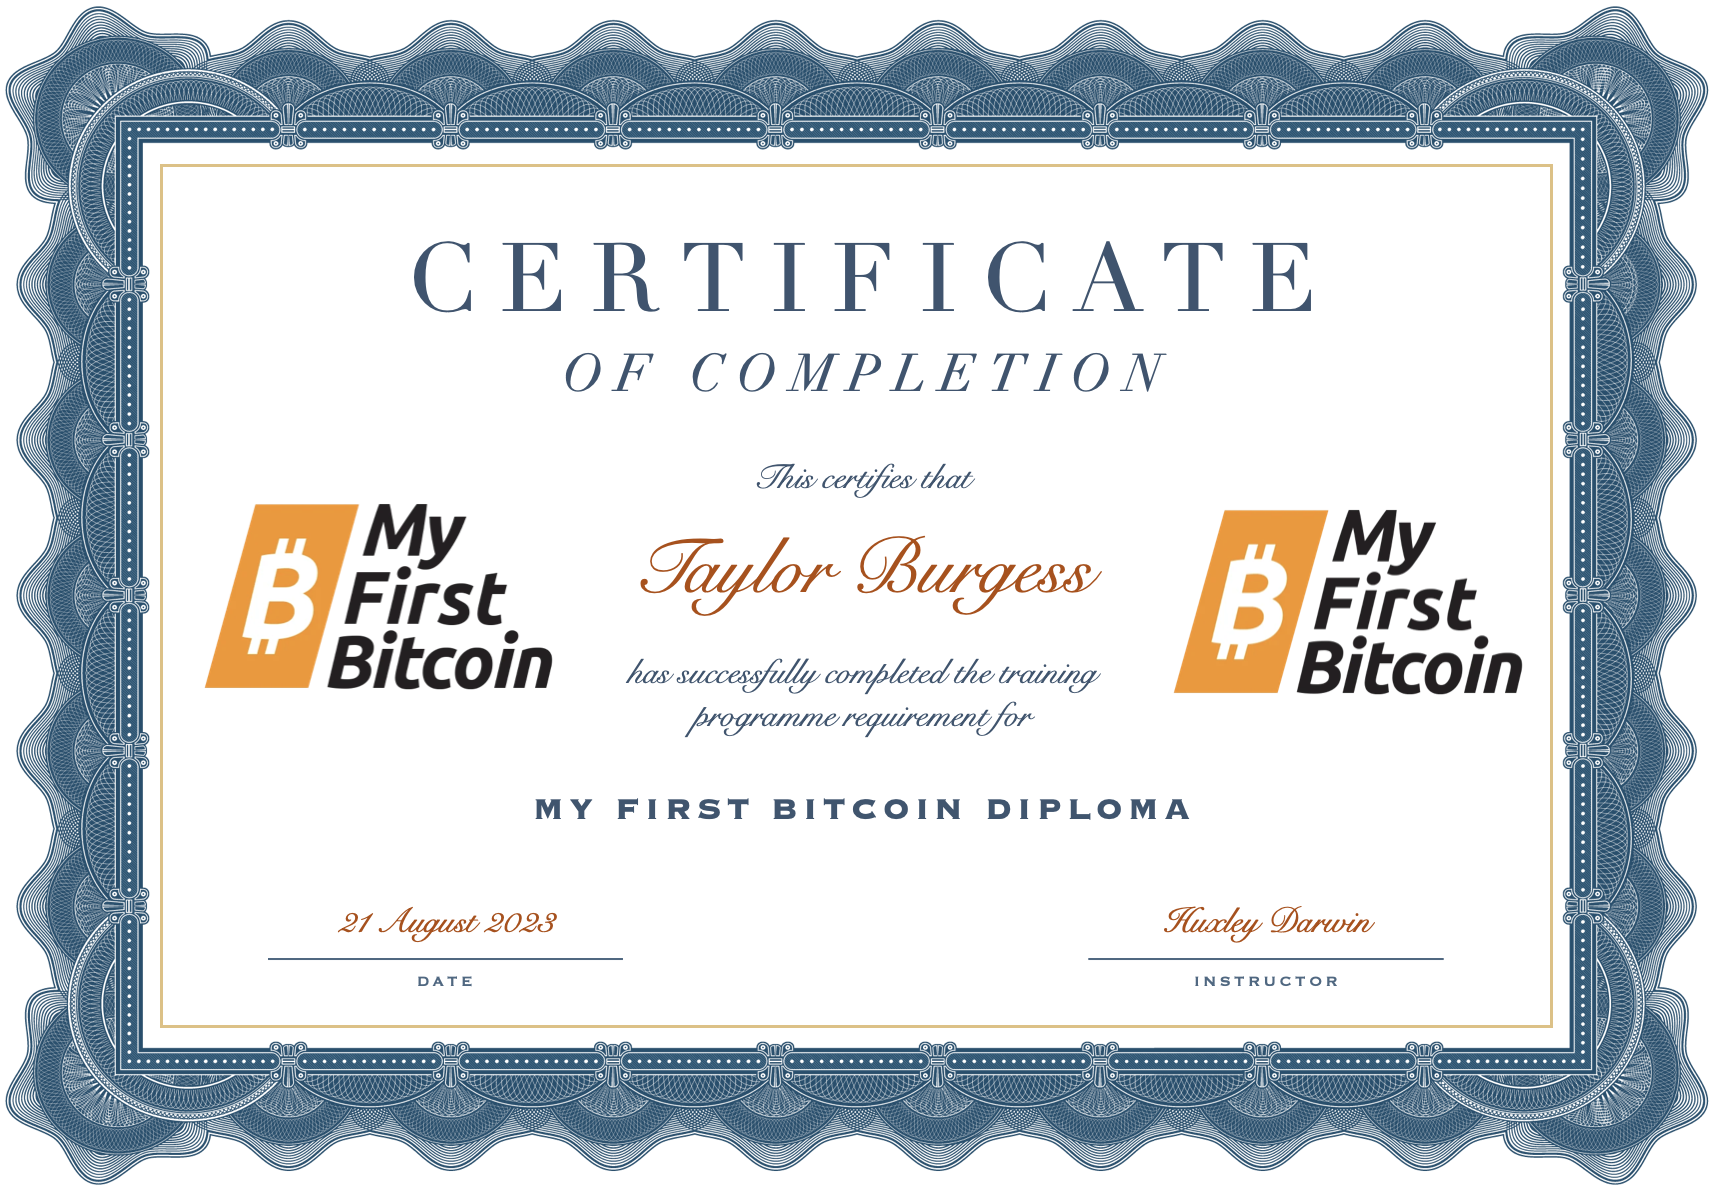 CERTIFICATE
OF COMPLETION
This certifies that
My
First
Bitcoin
Taylor Burgess
My
First
Bitcoin
has successfully completed the training
programme requirement for
MY FIRST BITCOIN DIPLOMA
21 August 2023
DATE
Huxley Darwin
INSTRUCTOR